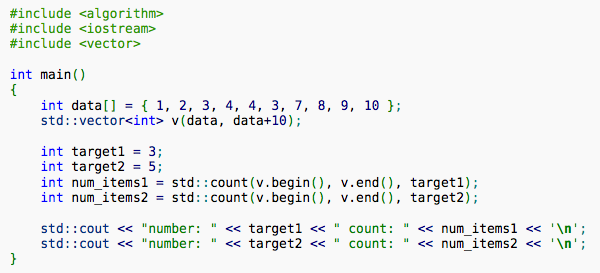 #include <algorithm>
#include <iostream>
#include <vector>
int main()
{
    int data[] = { 1, 2, 3, 4, 4, 3, 7, 8, 9, 10 };
    std::vector<int> v(data, data+10);
    int target1 = 3;
    int target2 = 5;
    int num_items1 = std::count(v.begin(), v.end(), target1);
    int num_items2 = std::count(v.begin(), v.end(), target2);
    std::cout << "number: " << target1 << " count: " << num_items1 << '\n';
    std::cout << "number: " << target2 << " count: " << num_items2 << '\n';
}